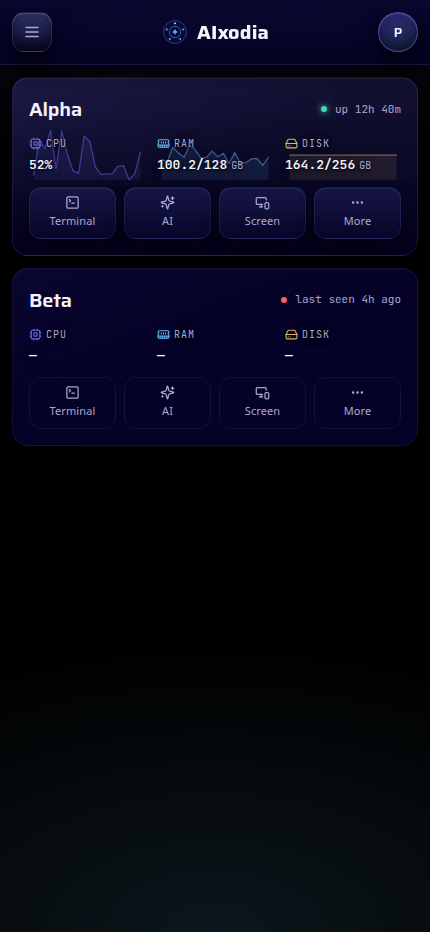 AIxodia
P
Alpha
up 12h 40m
CPU RAM DISK
52% 100.2/128 GB 164.2/256 GB
Terminal AI Screen More
Beta
last seen 4h ago
CPU RAM DISK
— — —
Terminal AI Screen More